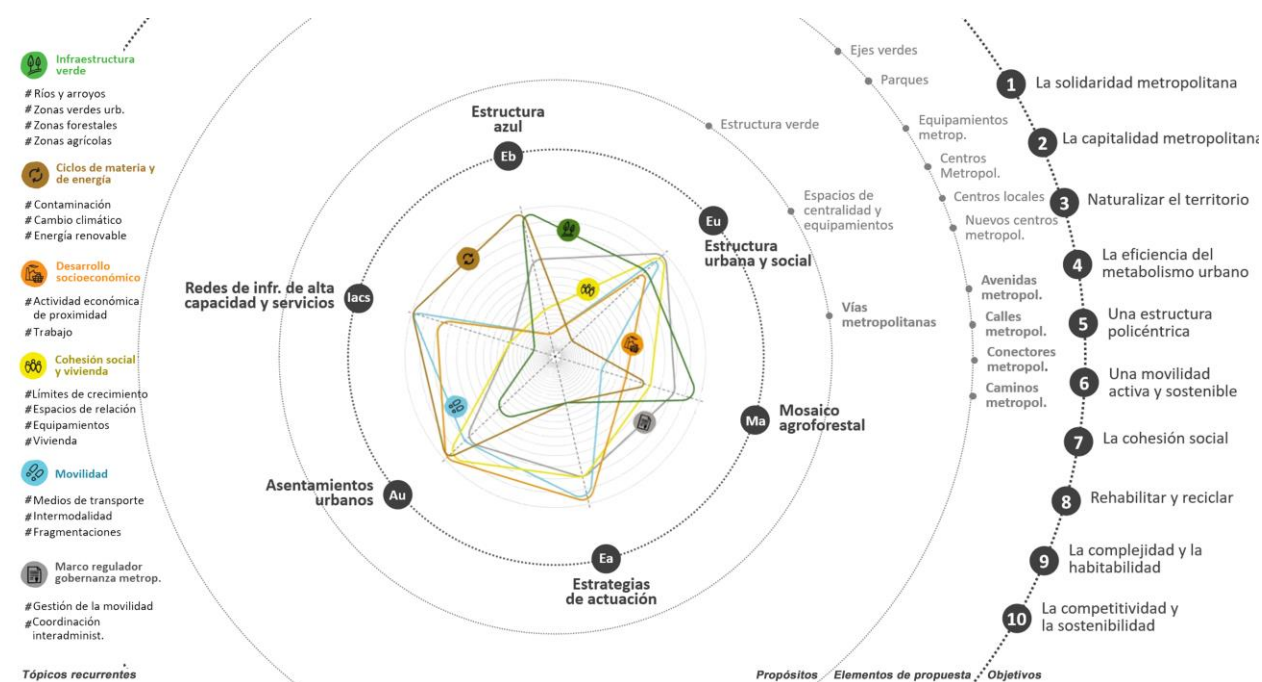 Infraestructura
verde
#Ríos y arroyos
#Zonas verdes urb.
#Zonas forestales
#Zonas agrícolas
Ciclos de materia y
de energía
#Contaminación
#Cambio climático
#Energía renovable
Desarrollo
socioeconómico
#Actividad económica
de proximidad
#Trabajo
Cohesión social
y vivienda
#Límites de crecimiento
#Espacios de relación
#Equipamientos
#Vivienda
Movilidad
#Medios de transporte
#Intermodalidad
#Fragmentaciones
Marco regulador
gobernanza metrop.
#Gestión de la movilidad
#Coordinación
interadminist.
Tópicos recurrentes
Estructura
azul
Eb
Eu
Estructura
urbana y social
Redes de infr. de alta
capacidad y servicios
Iacs
Ma
Mosaico
agroforestal
Asentamientos
urbanos
Au
Ea
Estrategias
de actuación
Estructura verde
Espacios de
centralidad y
equipamientos
Vías
metropolitanas
Propósitos
Ejes verdes
Parques
Equipamientos
metrop.
Centros
Metropol.
Centros locales
Nuevos centros
metropol.
Avenidas
metropol.
Calles
metropol.
Conectores
metropol.
Caminos
metropol.
Elementos de propuesta
1 La solidaridad metropolitana
2 La capitalidad metropolitana
3 Naturalizar el territorio
4 La eficiencia del
metabolismo urbano
5 Una estructura
policéntrica
6 Una movilidad
activa y sostenible
7 La cohesión social
8 Rehabilitar y reciclar
9 La complejidad y la
habitabilidad
10 La competitividad y
la sostenibilidad
Objetivos